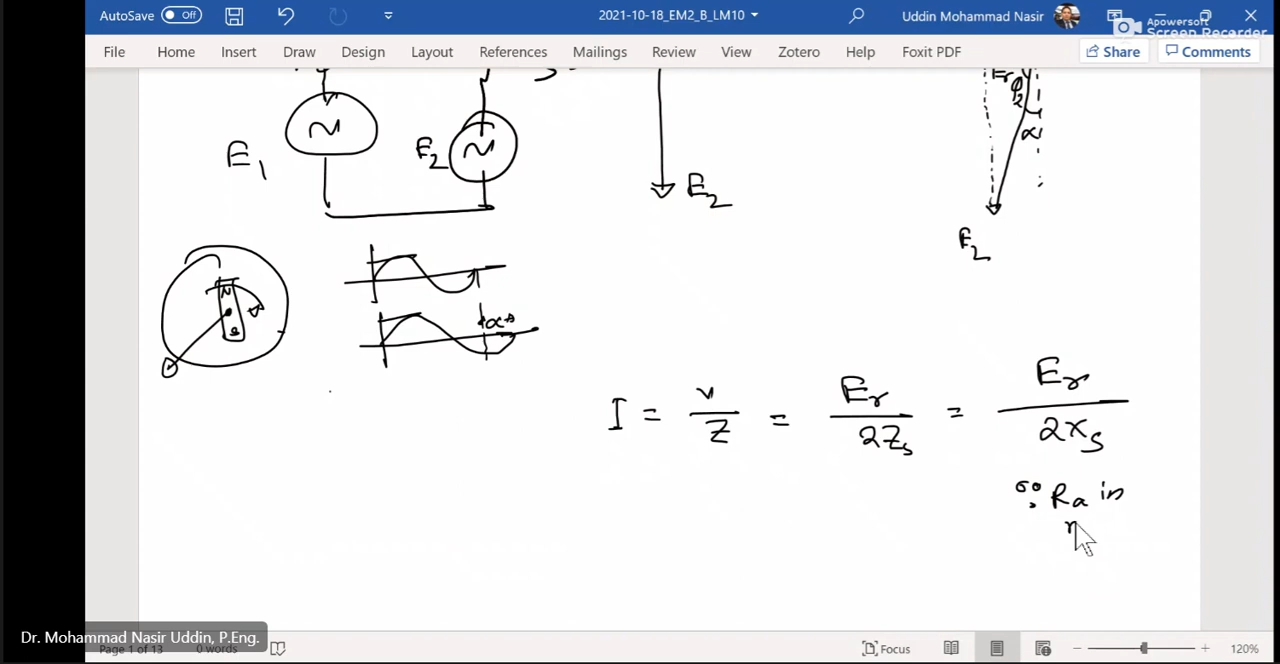 AutoSave Off
2021-10-18_EM2_B_LM10
Uddin Mohammad Nasir
Apowersoft
Screen Recorder
File Home Insert Draw Design Layout References Mailings Review View Zotero Help Foxit PDF Share Comments
Er
φ2
α
E1
E2
E2
E2
N
S
α
I = v/Z = Er/2Zs = Er/2Xs
∵ Ra is
Dr. Mohammad Nasir Uddin, P.Eng.
Page 1 of 13 0 words Focus 120%